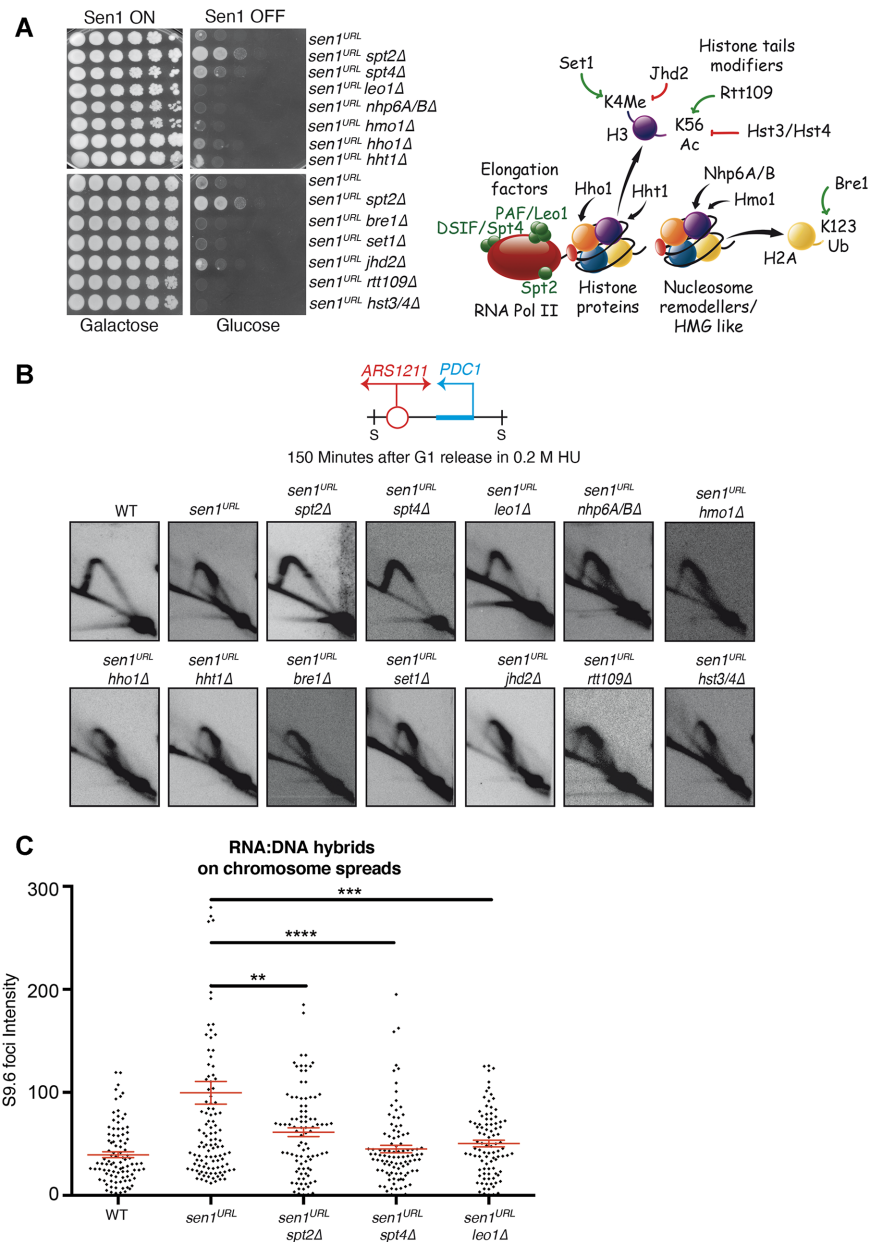 A
Sen1 ON
Sen1 OFF
sen1URL
sen1URL spt2Δ
sen1URL spt4Δ
sen1URL leo1Δ
sen1URL nhp6A/BΔ
sen1URL hmo1Δ
sen1URL hho1Δ
sen1URL hht1Δ
sen1URL
sen1URL spt2Δ
sen1URL bre1Δ
sen1URL set1Δ
sen1URL jhd2Δ
sen1URL rtt109Δ
sen1URL hst3/4Δ
Galactose
Glucose
Histone tails
modifiers
Set1
Jhd2
Rtt109
K4Me
H3
K56
Ac
Hst3/Hst4
Elongation
factors
PAF/Leo1
DSIF/Spt4
Spt2
RNA Pol II
Hho1
Hht1
Histone
proteins
Nhp6A/B
Hmo1
Nucleosome
remodellers/
HMG like
Bre1
K123
Ub
H2A
B
ARS1211
PDC1
S
S
150 Minutes after G1 release in 0.2 M HU
WT
sen1URL
sen1URL
spt2Δ
sen1URL
spt4Δ
sen1URL
leo1Δ
sen1URL
nhp6A/BΔ
sen1URL
hmo1Δ
sen1URL
hho1Δ
sen1URL
hht1Δ
sen1URL
bre1Δ
sen1URL
set1Δ
sen1URL
jhd2Δ
sen1URL
rtt109Δ
sen1URL
hst3/4Δ
C
RNA:DNA hybrids
on chromosome spreads
S9.6 foci Intensity
300
200
100
0
***
****
**
WT
sen1URL
sen1URL
spt2Δ
sen1URL
spt4Δ
sen1URL
leo1Δ